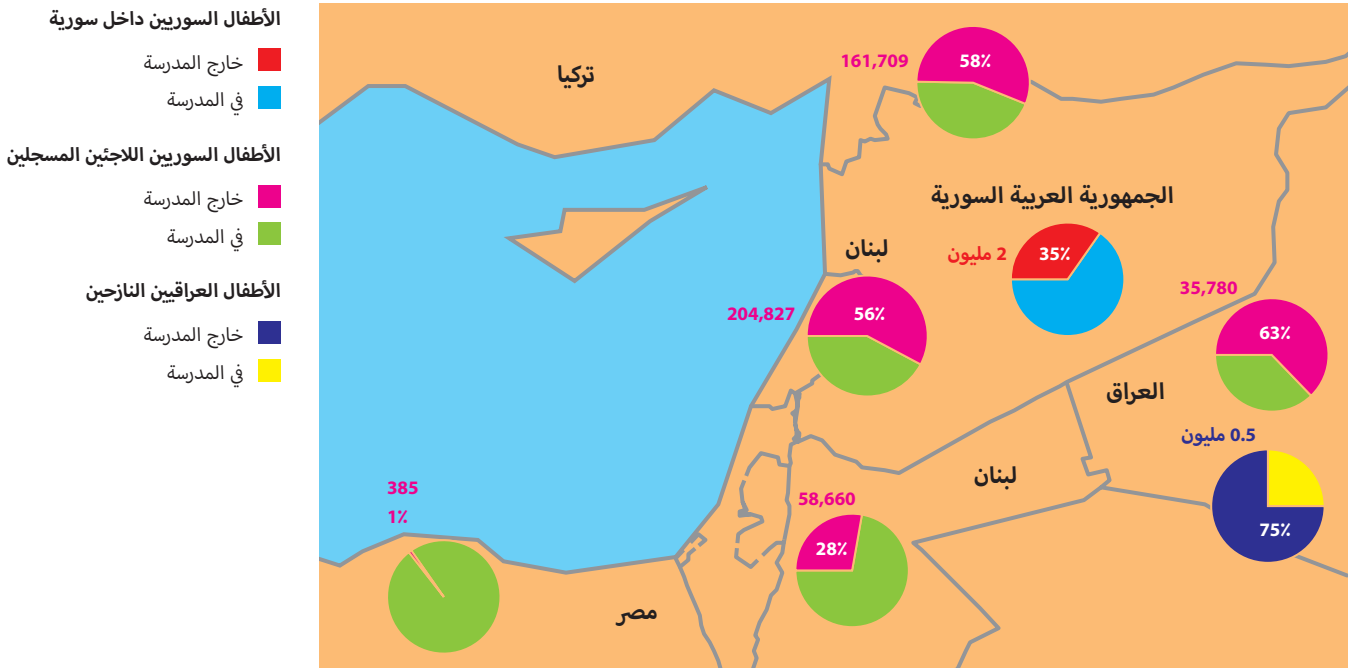 الأطفال السوريين داخل سورية
خارج المدرسة
في المدرسة
الأطفال السوريين اللاجئين المسجلين
خارج المدرسة
في المدرسة
الأطفال العراقيين النازحين
خارج المدرسة
في المدرسة
تركيا
161,709
58%
الجمهورية العربية السورية
2 مليون
35%
لبنان
204,827
56%
35,780
63%
العراق
0.5 مليون
75%
لبنان
58,660
28%
385
1%
مصر